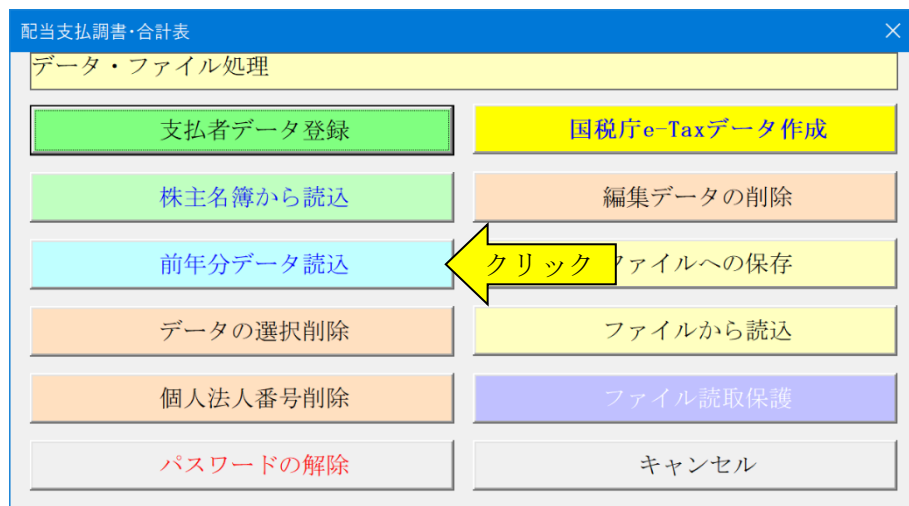 配当支払調書・合計表
データ・ファイル処理
支払者データ登録
国税庁e-Taxデータ作成
株主名簿から読込
編集データの削除
前年分データ読込
クリック
ァイルへの保存
データの選択削除
ファイルから読込
個人法人番号削除
ファイル読取保護
パスワードの解除
キャンセル